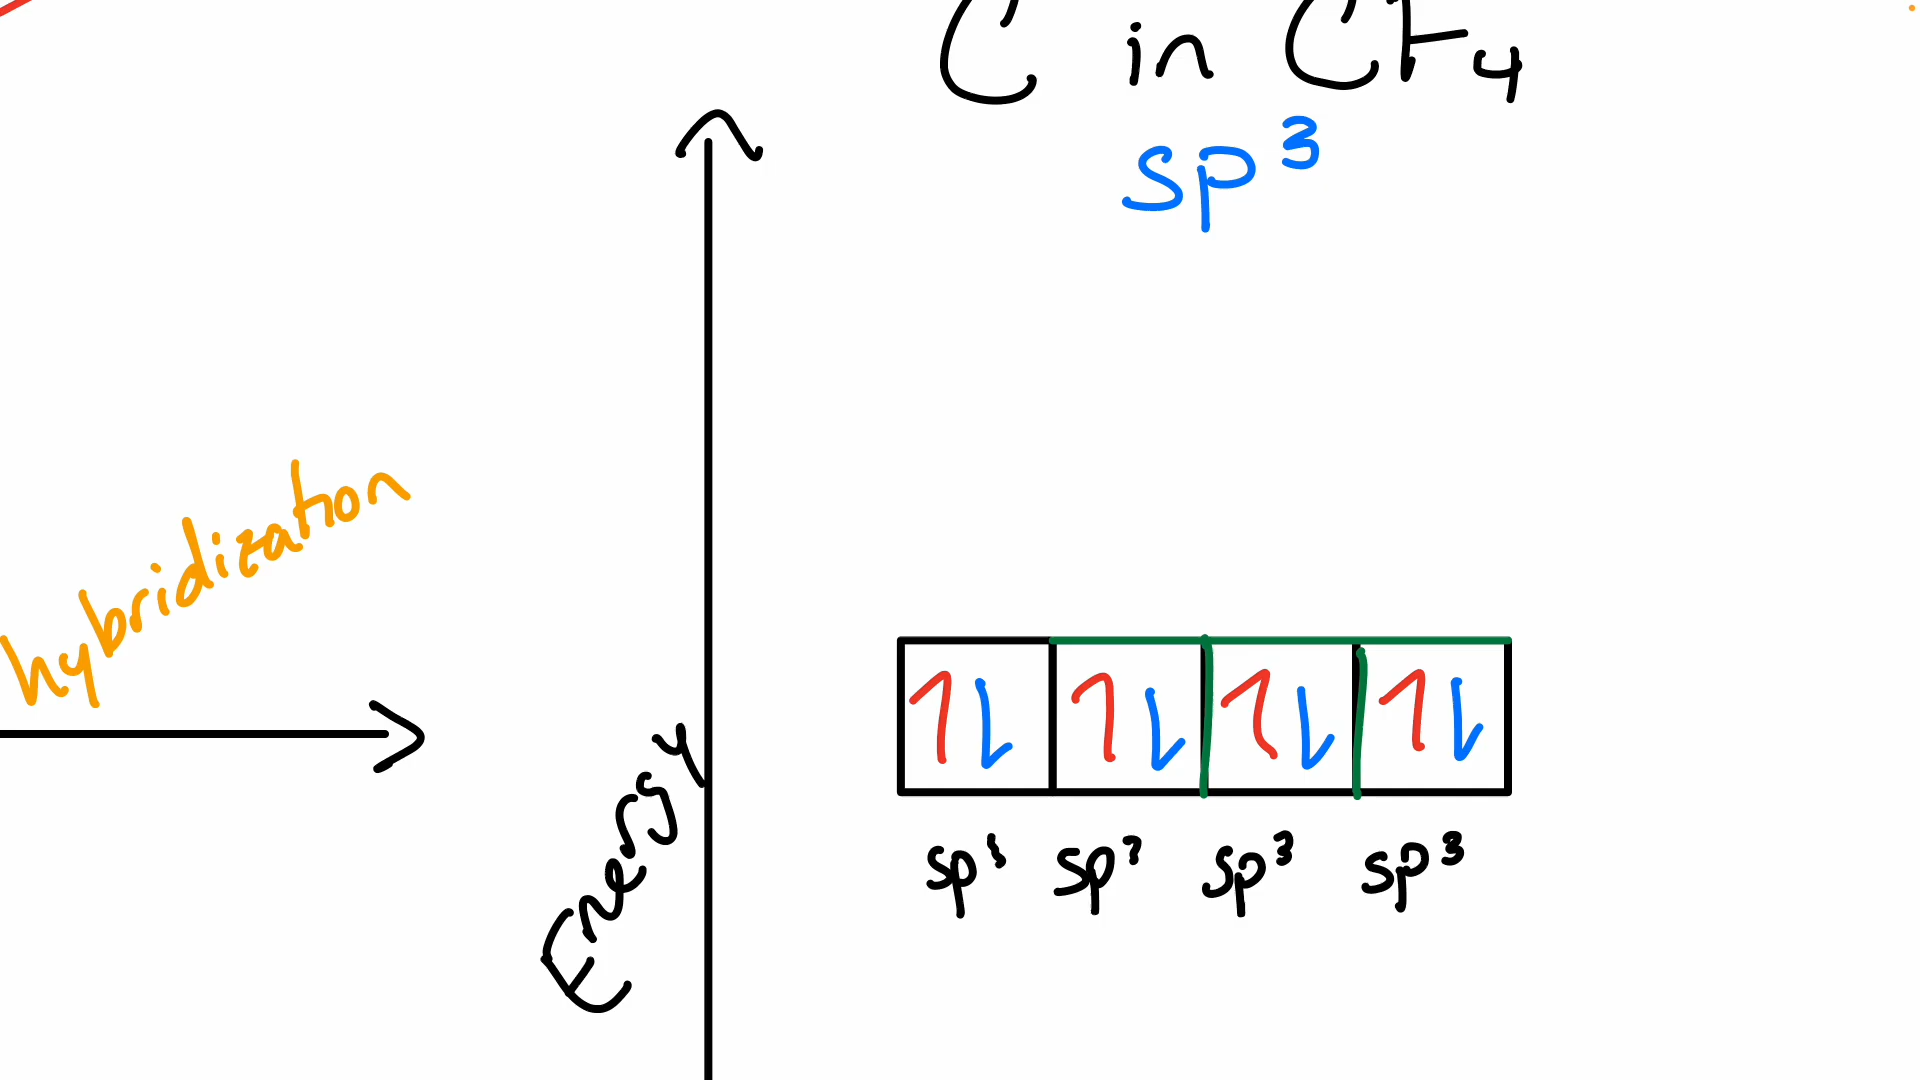 C in CF₄
sp³
hybridization
Energy
sp³ sp³ sp³ sp³